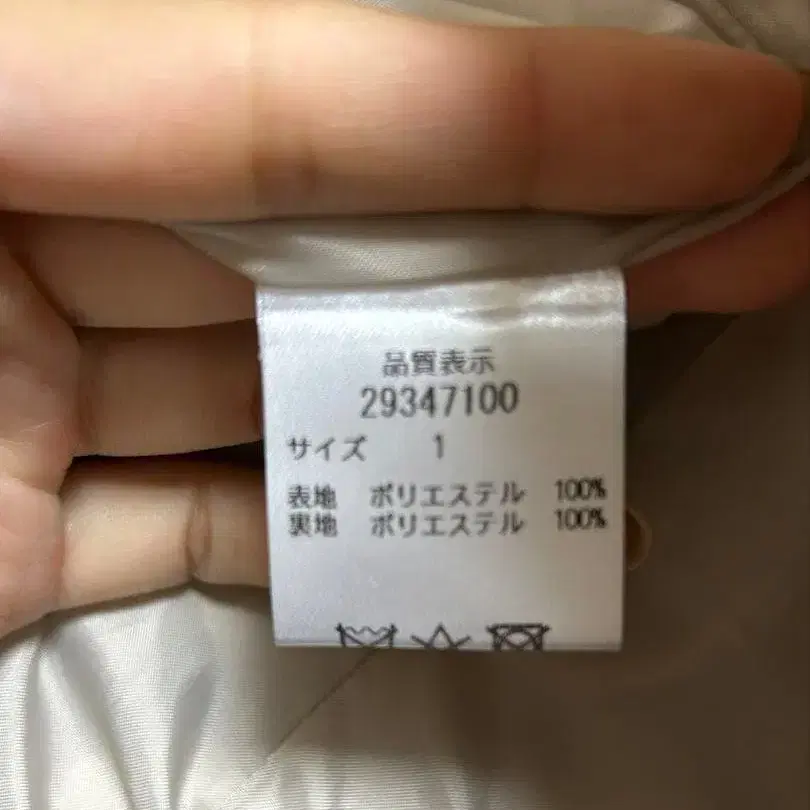 品質表示
29347100
サイズ 1
表地 ポリエステル 100%
裏地 ポリエステル 100%